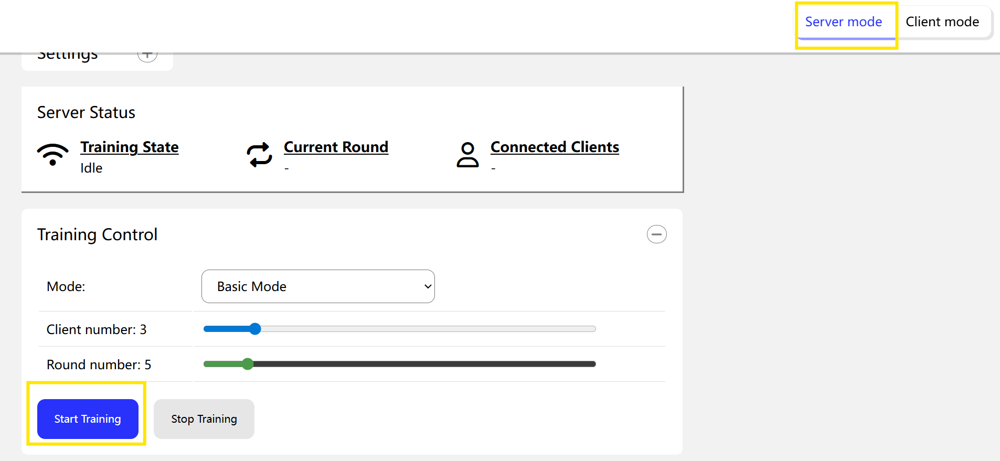 Server mode Client mode
Settings
Server Status
Training State Current Round Connected Clients
Idle - -
Training Control
Mode: Basic Mode
Client number: 3
Round number: 5
Start Training Stop Training